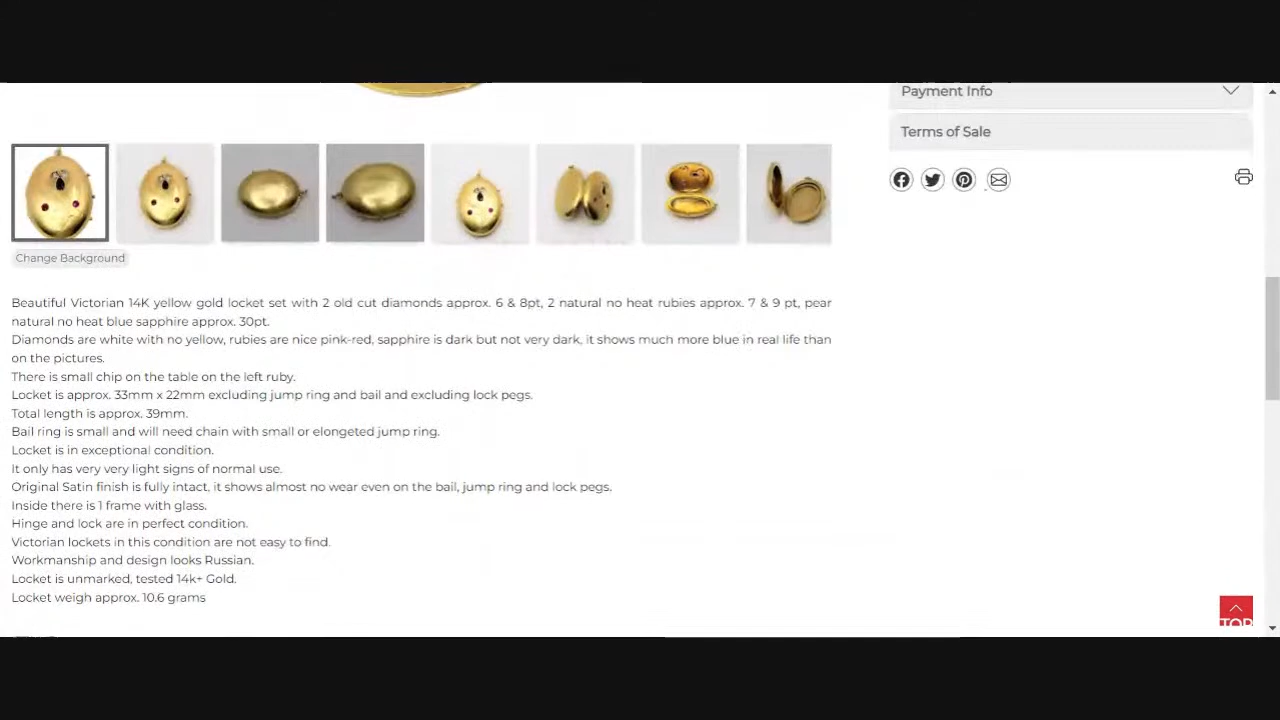 Payment Info
Terms of Sale
Change Background
Beautiful Victorian 14K yellow gold locket set with 2 old cut diamonds approx. 6 & 8pt, 2 natural no heat rubies approx. 7 & 9 pt, pear
natural no heat blue sapphire approx. 30pt.
Diamonds are white with no yellow, rubies are nice pink-red, sapphire is dark but not very dark, it shows much more blue in real life than
on the pictures.
There is small chip on the table on the left ruby.
Locket is approx. 33mm x 22mm excluding jump ring and bail and excluding lock pegs.
Total length is approx. 39mm.
Bail ring is small and will need chain with small or elongeted jump ring.
Locket is in exceptional condition.
It only has very very light signs of normal use.
Original Satin finish is fully intact, it shows almost no wear even on the bail, jump ring and lock pegs.
Inside there is 1 frame with glass.
Hinge and lock are in perfect condition.
Victorian lockets in this condition are not easy to find.
Workmanship and design looks Russian.
Locket is unmarked, tested 14k+ Gold.
Locket weigh approx. 10.6 grams
TOP